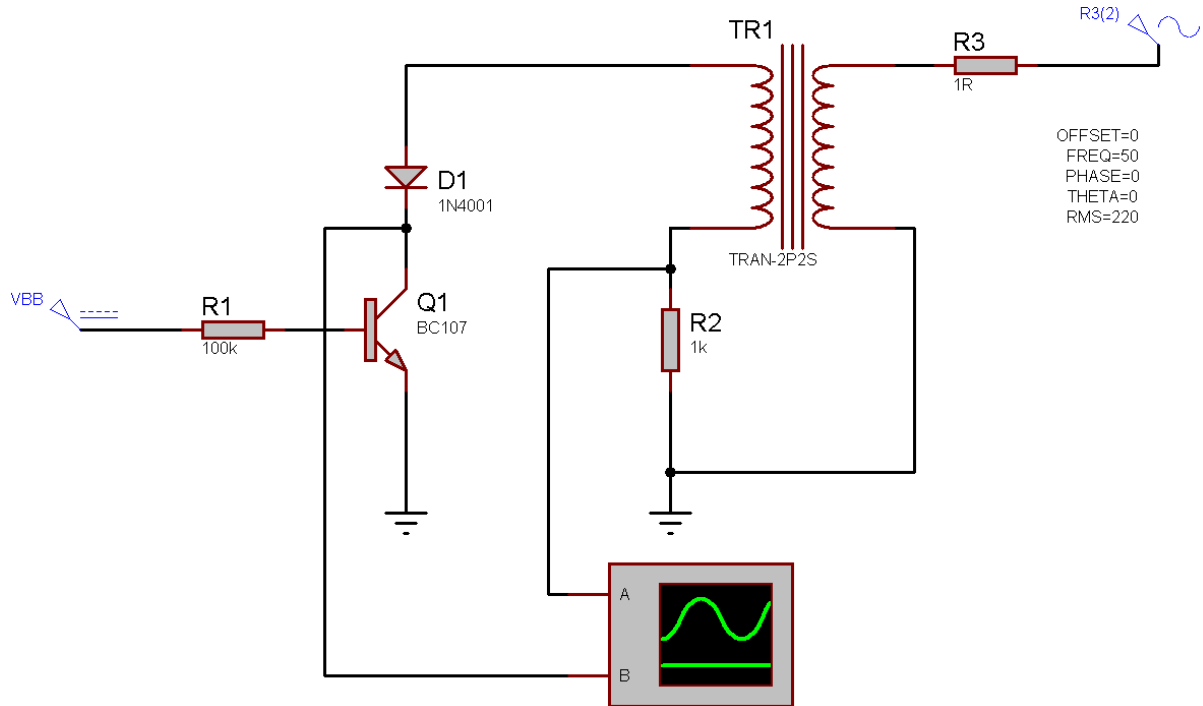 R3(2)
TR1
R3
1R
OFFSET=0
FREQ=50
PHASE=0
THETA=0
RMS=220
D1
1N4001
TRAN-2P2S
VBB
R1
100k
Q1
BC107
R2
1k
A
B